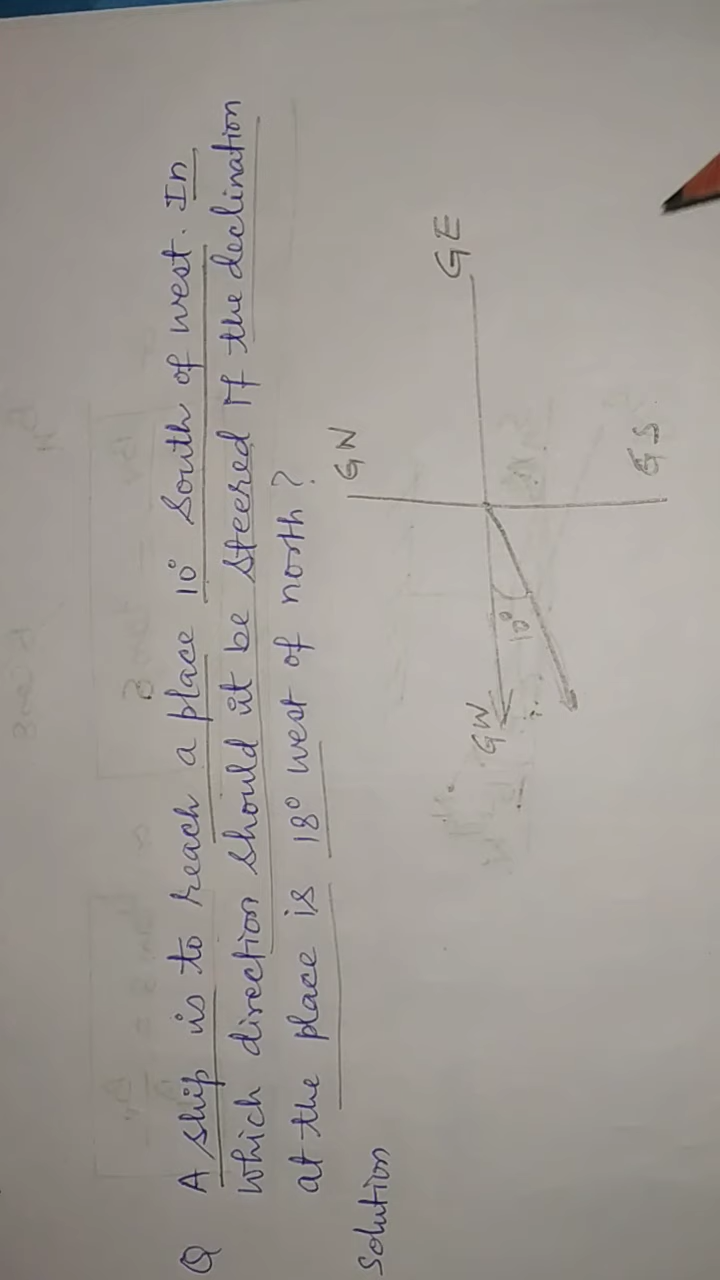 Q A ship is to reach a place 10° South of west. In
which direction should it be steered if the declination
at the place is 18° west of north?
Solution
GN
GW
GE
10°
GS